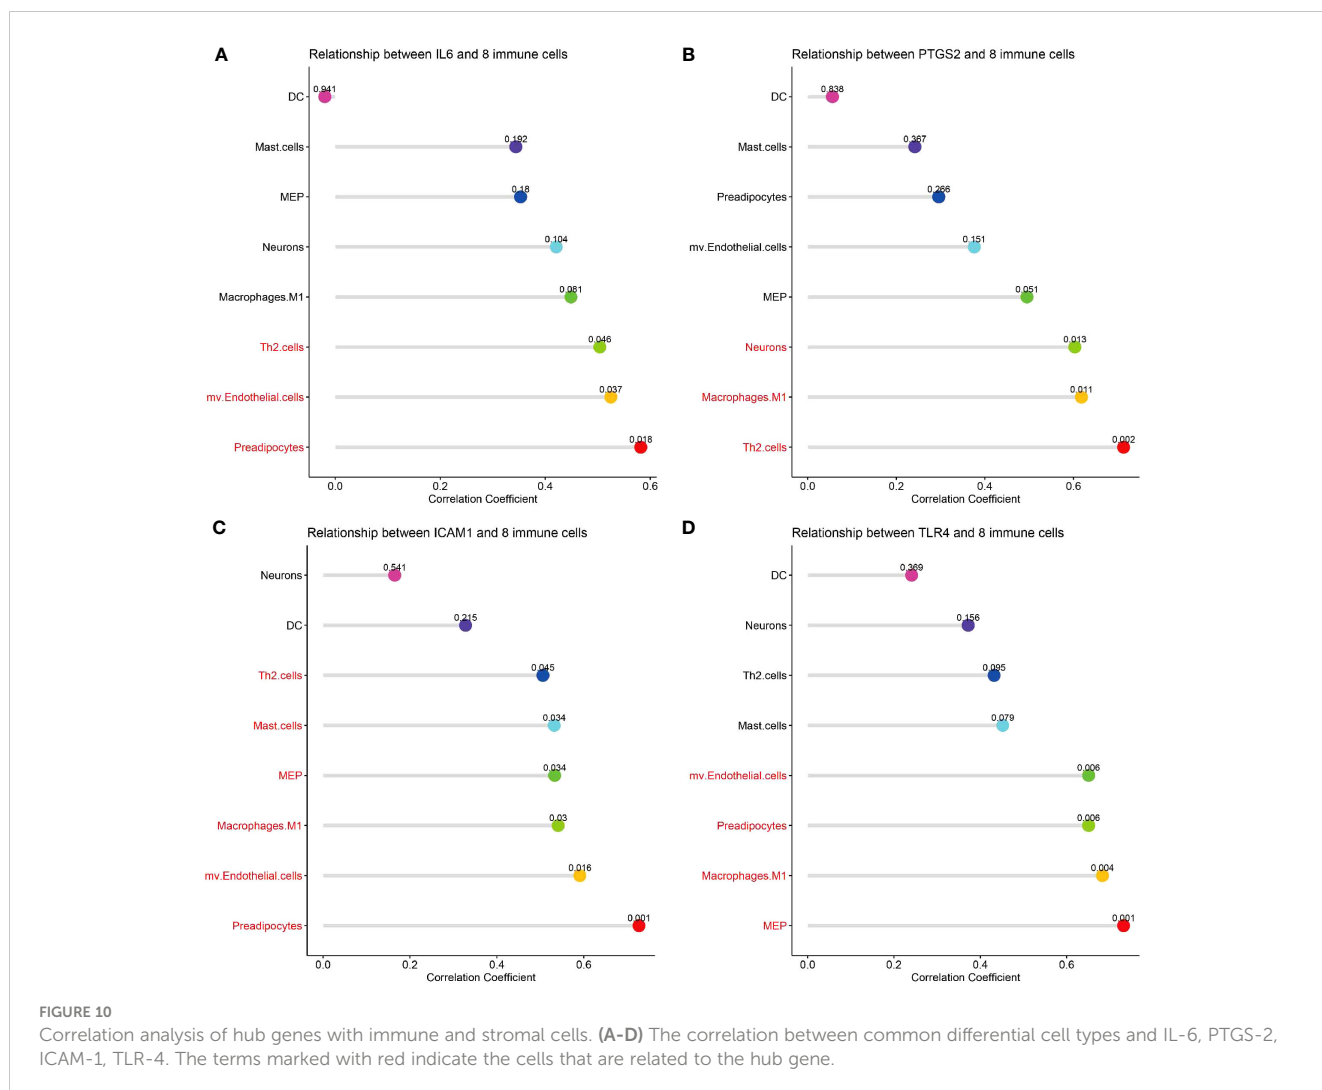 A
Relationship between IL6 and 8 immune cells
DC
0.941
Mast.cells
0.192
MEP
0.18
Neurons
0.104
Macrophages.M1
0.081
Th2.cells
0.046
mv.Endothelial.cells
0.037
Preadipocytes
0.018
0.0 0.2 0.4 0.6
Correlation Coefficient
B
Relationship between PTGS2 and 8 immune cells
DC
0.838
Mast.cells
0.367
Preadipocytes
0.266
mv.Endothelial.cells
0.151
MEP
0.051
Neurons
0.013
Macrophages.M1
0.011
Th2.cells
0.002
0.0 0.2 0.4 0.6
Correlation Coefficient
C
Relationship between ICAM1 and 8 immune cells
Neurons
0.541
DC
0.215
Th2.cells
0.045
Mast.cells
0.034
MEP
0.034
Macrophages.M1
0.03
mv.Endothelial.cells
0.016
Preadipocytes
0.001
0.0 0.2 0.4 0.6
Correlation Coefficient
D
Relationship between TLR4 and 8 immune cells
DC
0.369
Neurons
0.156
Th2.cells
0.095
Mast.cells
0.079
mv.Endothelial.cells
0.006
Preadipocytes
0.006
Macrophages.M1
0.004
MEP
0.001
0.0 0.2 0.4 0.6
Correlation Coefficient
FIGURE 10
Correlation analysis of hub genes with immune and stromal cells. (A-D) The correlation between common differential cell types and IL-6, PTGS-2,
ICAM-1, TLR-4. The terms marked with red indicate the cells that are related to the hub gene.